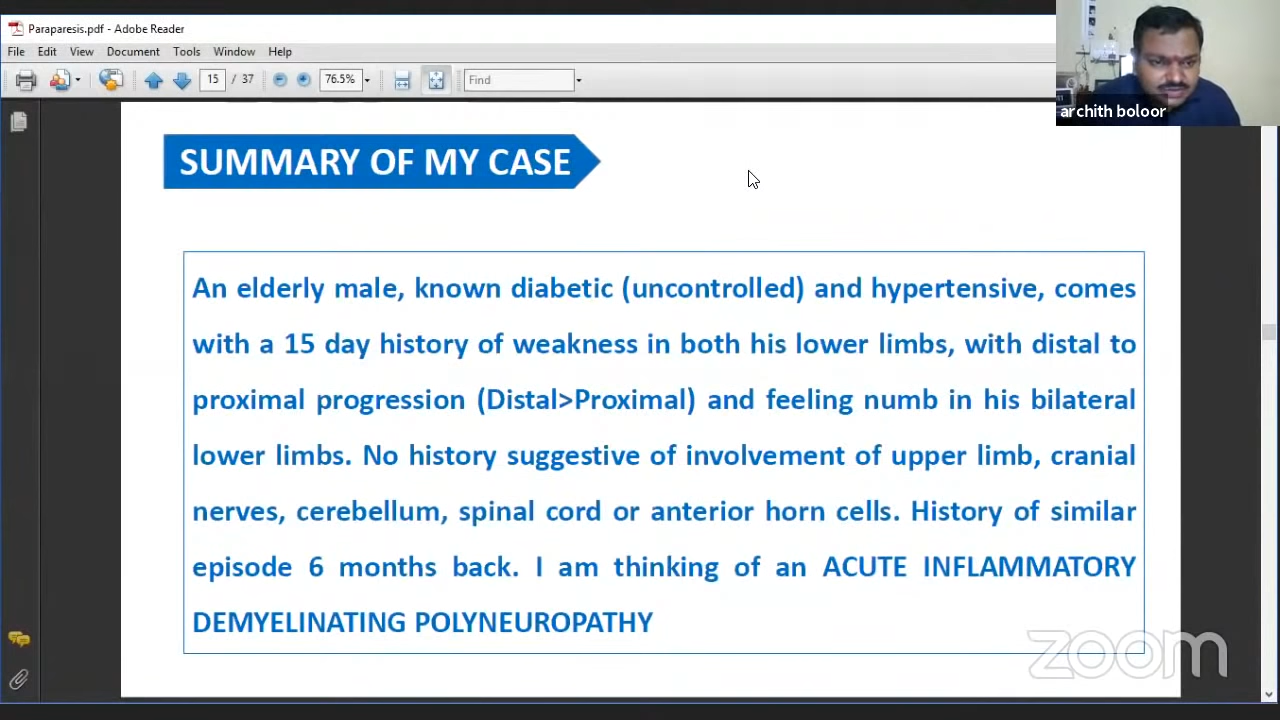 Paraparesis.pdf - Adobe Reader
File Edit View Document Tools Window Help
15 / 37 76.5% Find
archith boloor
SUMMARY OF MY CASE
An elderly male, known diabetic (uncontrolled) and hypertensive, comes
with a 15 day history of weakness in both his lower limbs, with distal to
proximal progression (Distal>Proximal) and feeling numb in his bilateral
lower limbs. No history suggestive of involvement of upper limb, cranial
nerves, cerebellum, spinal cord or anterior horn cells. History of similar
episode 6 months back. I am thinking of an ACUTE INFLAMMATORY
DEMYELINATING POLYNEUROPATHY
zoom